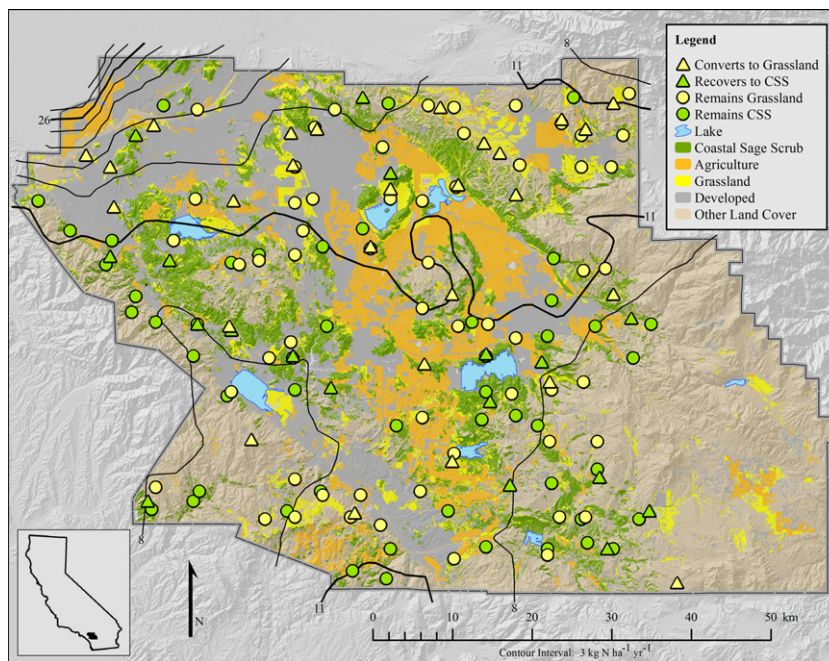 8
11
Legend
Converts to Grassland
Recovers to CSS
Remains Grassland
Remains CSS
Lake
Coastal Sage Scrub
Agriculture
Grassland
Developed
Other Land Cover
26
11
8
11
8
N
0 10 20 30 40 50 km
Contour Interval: 3 kg N ha⁻¹ yr⁻¹